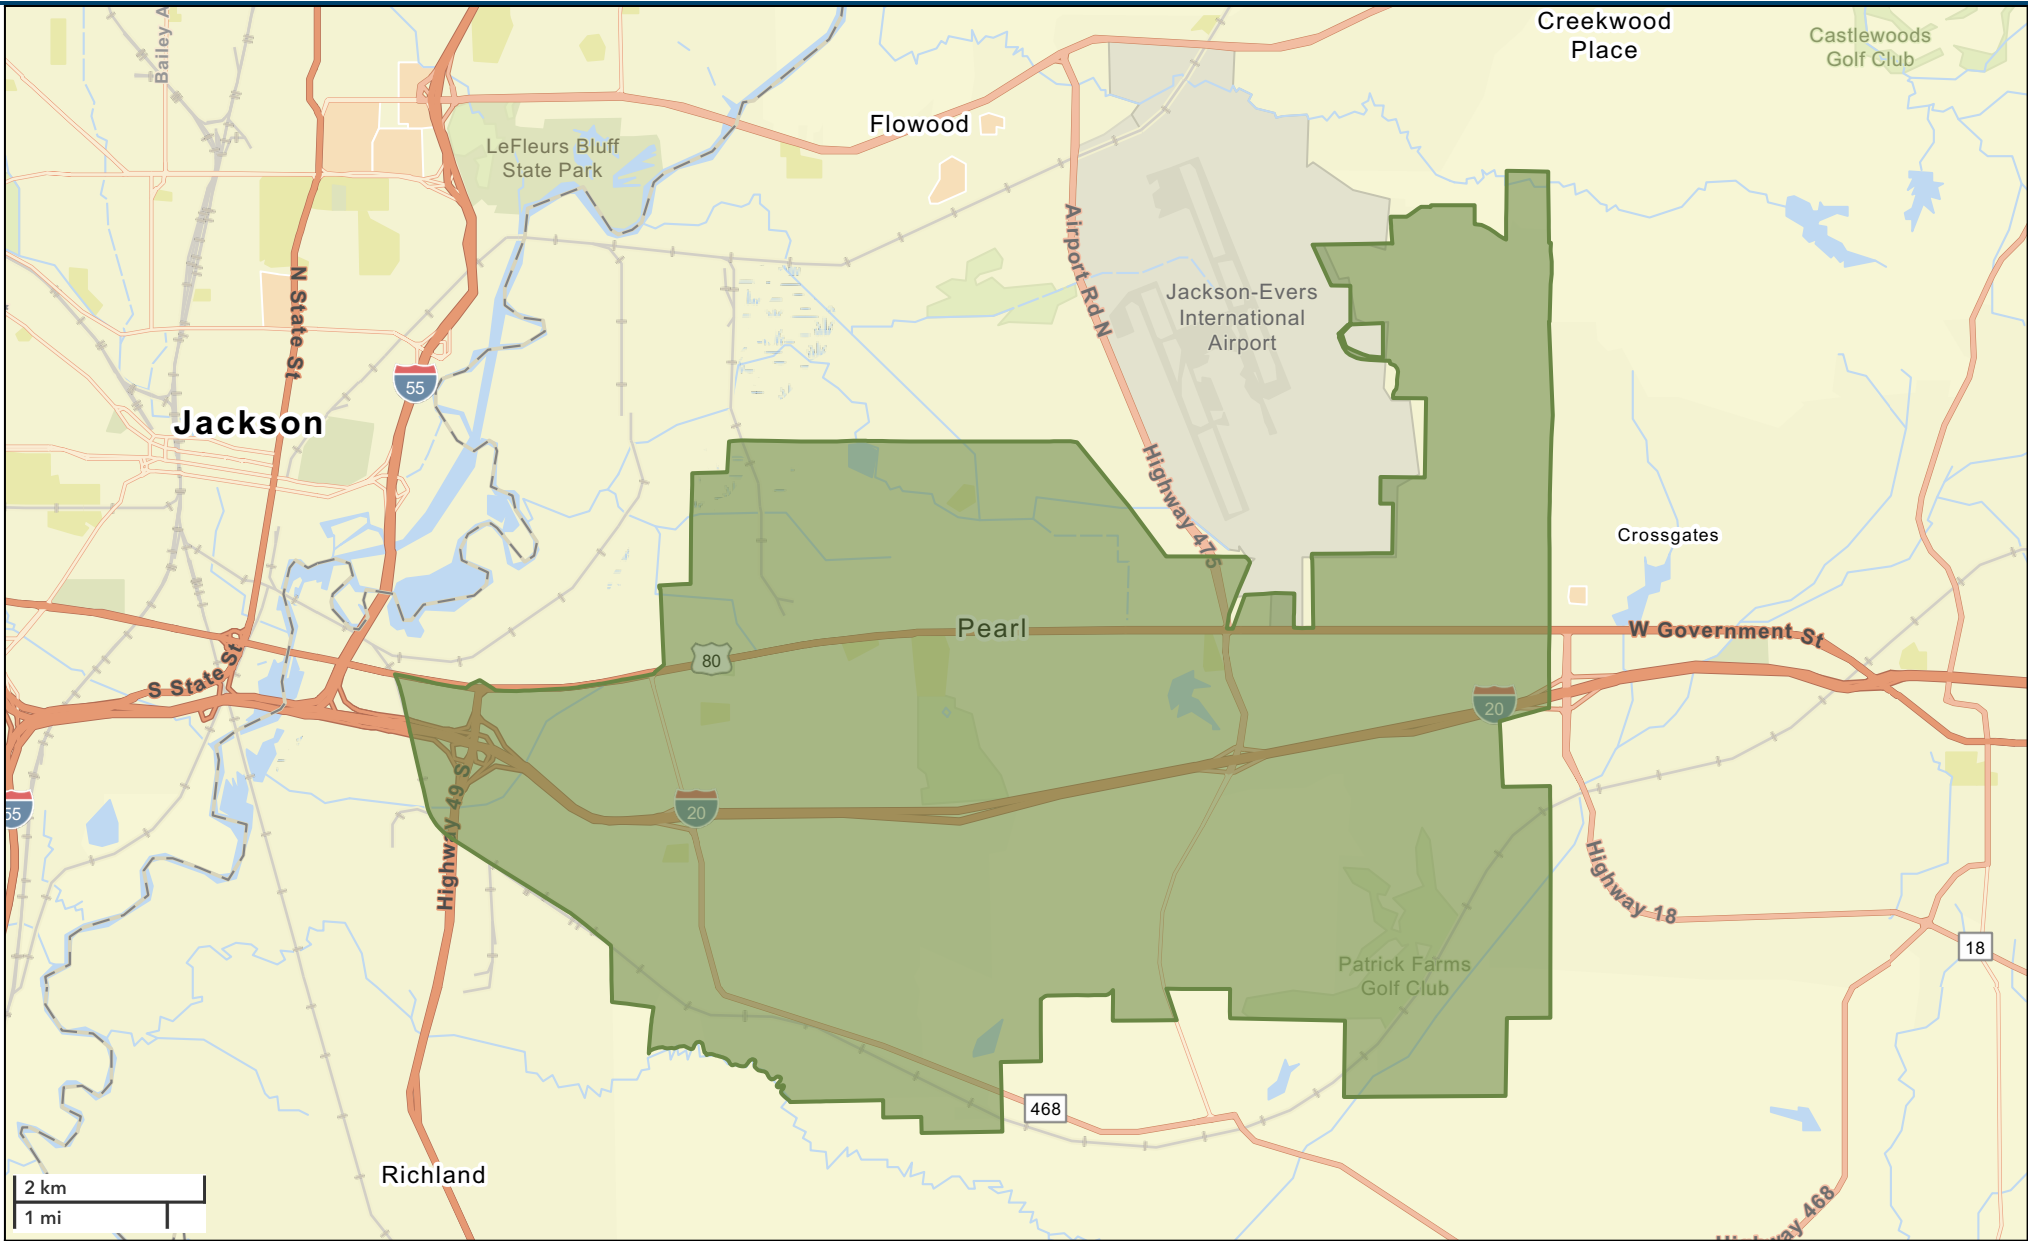 Bailey A
Creekwood
Place
Castlewoods
Golf Club
Flowood
LeFleurs Bluff
State Park
Airport Rd N
N State St
Jackson-Evers
International
Airport
55
Jackson
Highway 475
Crossgates
Pearl
W Government St
80
S State St
20
Highway 49 S
20
55
Highway 18
18
Patrick Farms
Golf Club
468
Richland
2 km
1 mi
Highway 468